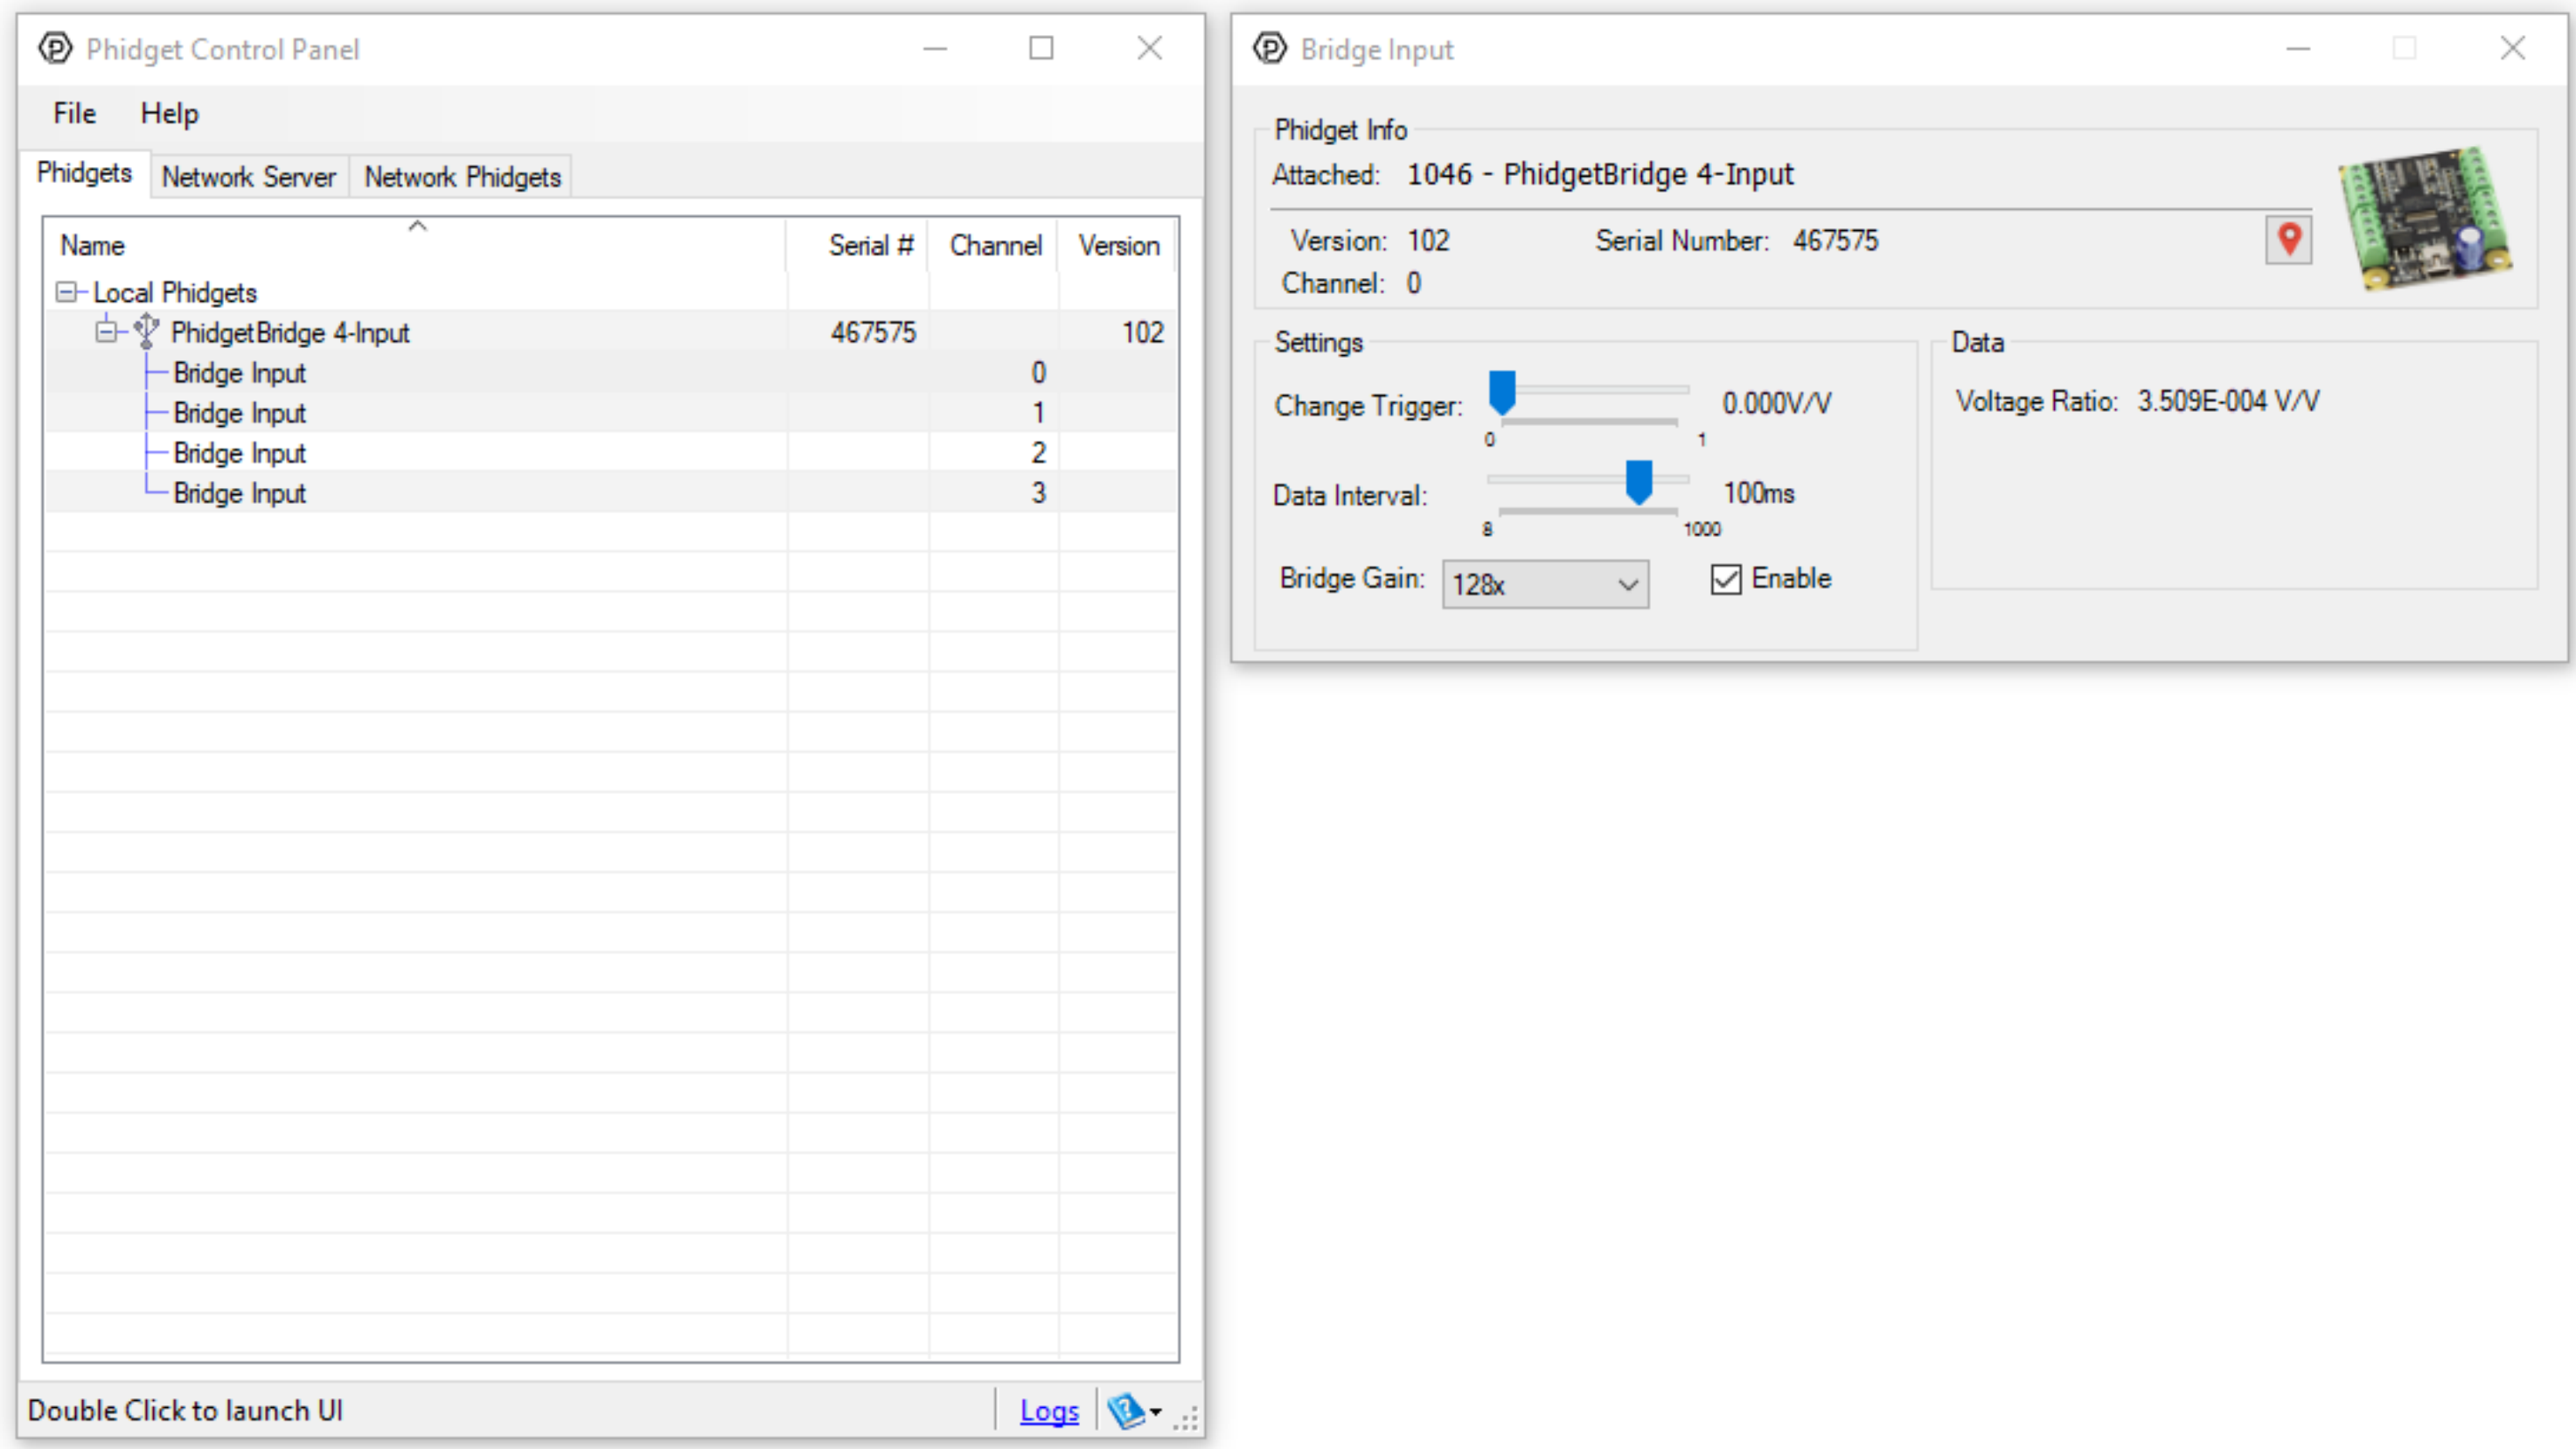 Phidget Control Panel
File Help
Phidgets Network Server Network Phidgets
Name Serial # Channel Version
Local Phidgets
PhidgetBridge 4-Input 467575 102
Bridge Input 0
Bridge Input 1
Bridge Input 2
Bridge Input 3
Double Click to launch UI Logs
Bridge Input
Phidget Info
Attached: 1046 - PhidgetBridge 4-Input
Version: 102 Serial Number: 467575
Channel: 0
Settings
Change Trigger: 0.000V/V
0 1
Data Interval: 100ms
8 1000
Bridge Gain: 128x Enable
Data
Voltage Ratio: 3.509E-004 V/V